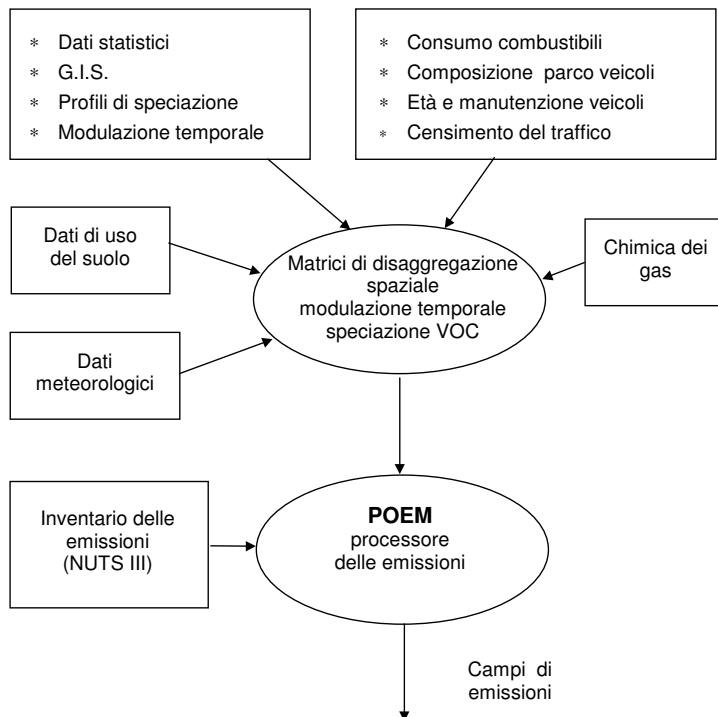 * Dati statistici
* G.I.S.
* Profili di speciazione
* Modulazione temporale
* Consumo combustibili
* Composizione parco veicoli
* Età e manutenzione veicoli
* Censimento del traffico
Dati di uso
del suolo
Matrici di disaggregazione
spaziale
modulazione temporale
speciazione VOC
Chimica dei
gas
Dati
meteorologici
Inventario delle
emissioni
(NUTS III)
POEM
processore
delle emissioni
Campi di
emissioni